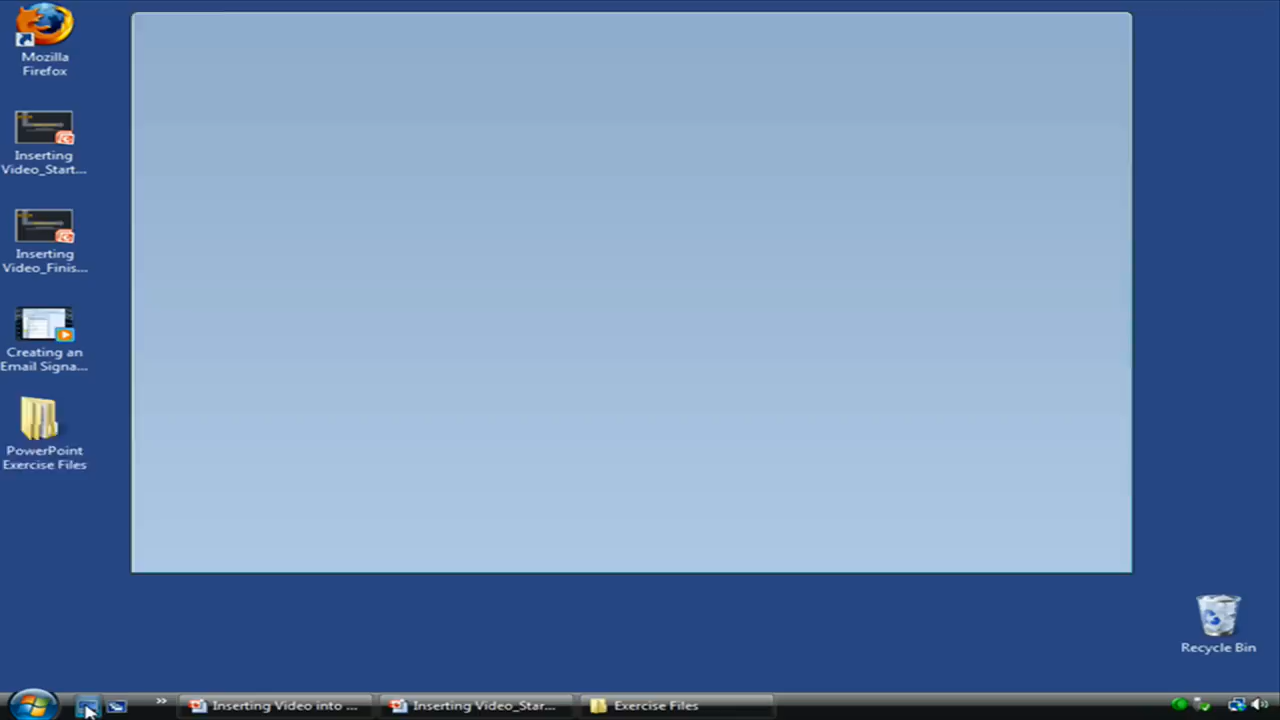 Mozilla
Firefox
Inserting
Video_Start...
Inserting
Video_Finis...
Creating an
Email Signa...
PowerPoint
Exercise Files
Recycle Bin
»
Inserting Video into ...
Inserting Video_Star...
Exercise Files